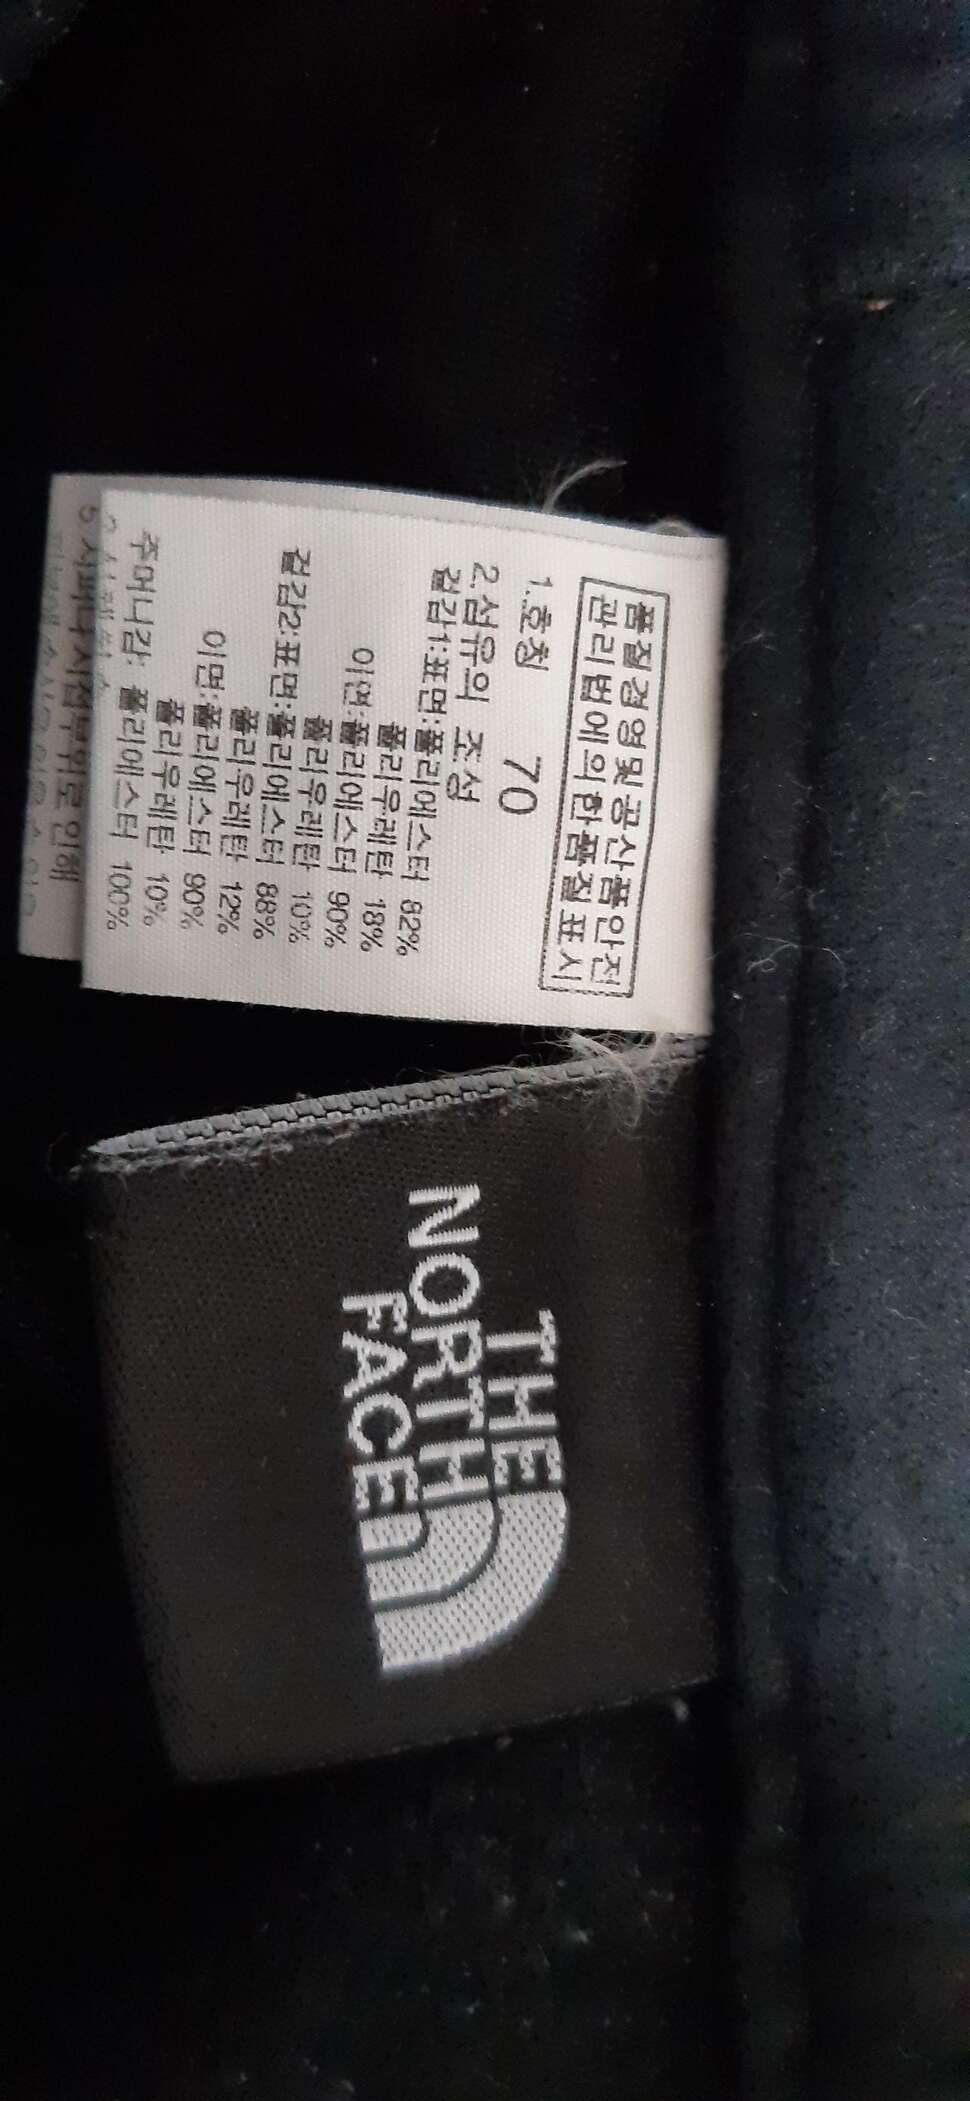 품질경영및공산품안전
관리법에의한품질표시
1.호칭 70
2.섬유의 조성
겉감1:표면:폴리에스터 82%
폴리우레탄 18%
이면:폴리에스터 90%
폴리우레탄 10%
겉감2:표면:폴리에스터 88%
폴리우레탄 12%
이면:폴리에스터 90%
폴리우레탄 10%
주머니감: 폴리에스터 100%
THE
NORTH
FACE